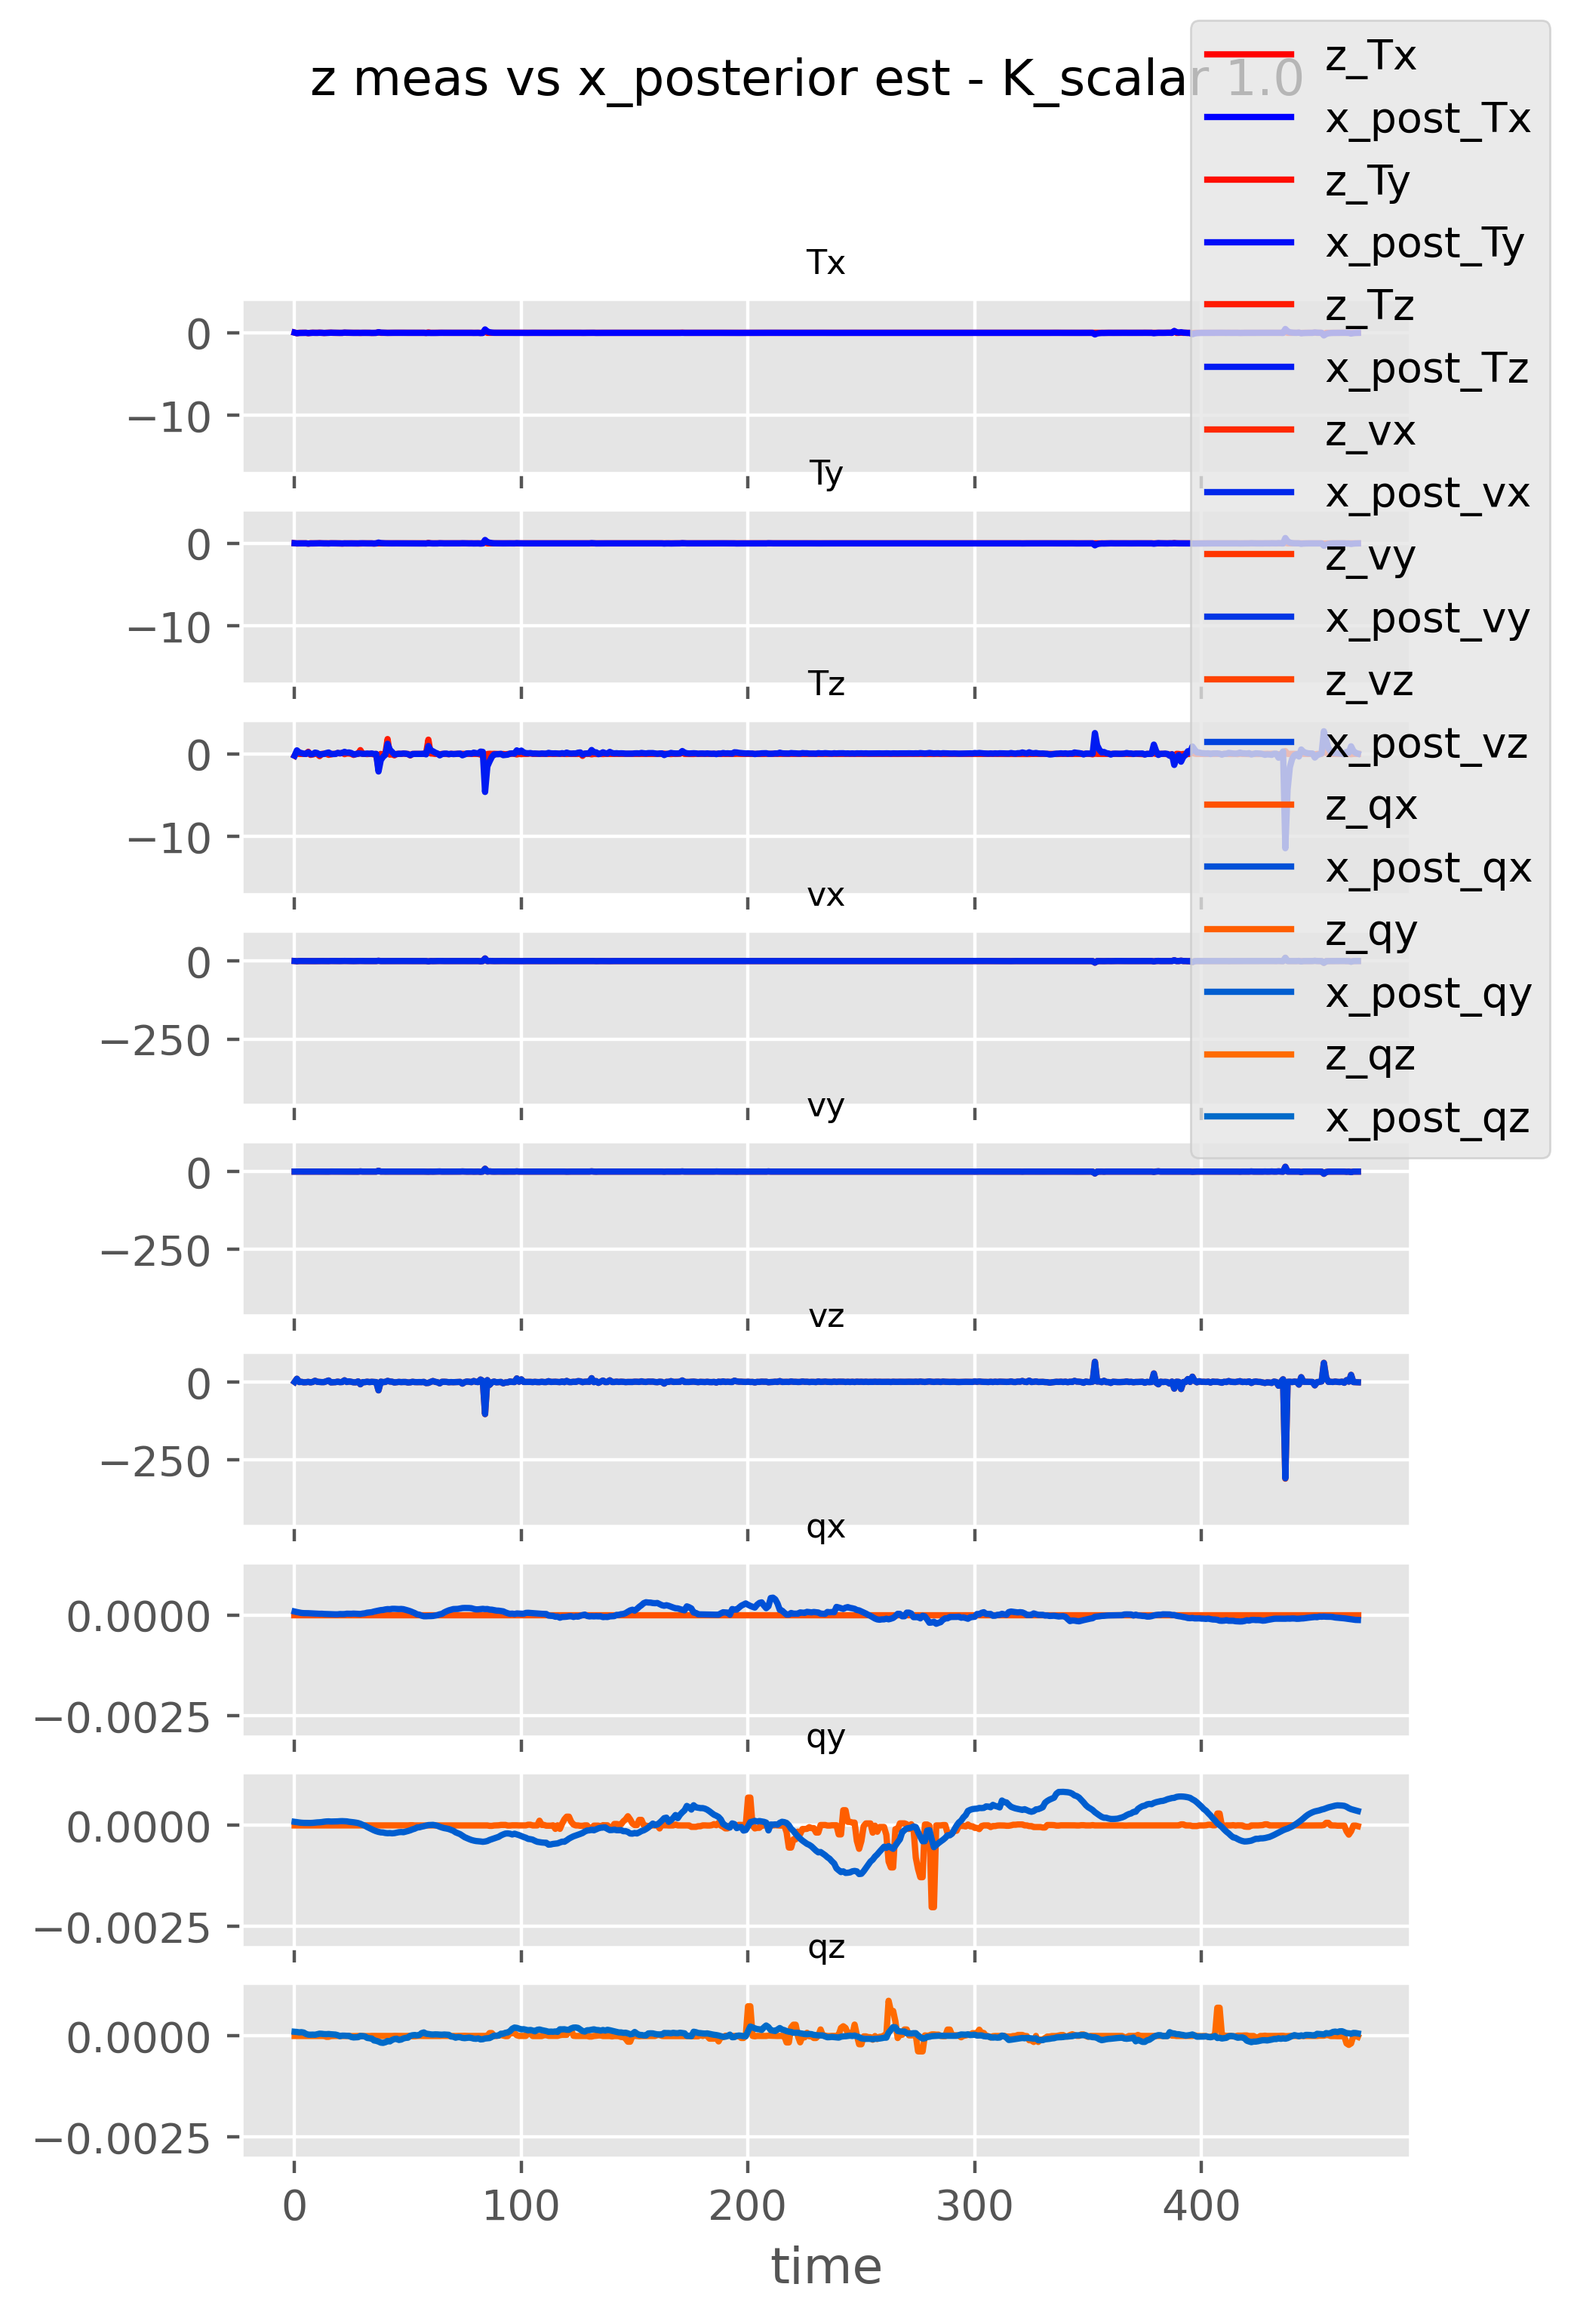 z meas vs x_posterior est - K_scalar 1.0
z_Tx
x_post_Tx
z_Ty
x_post_Ty
z_Tz
x_post_Tz
z_vx
x_post_vx
z_vy
x_post_vy
z_vz
x_post_vz
z_qx
x_post_qx
z_qy
x_post_qy
z_qz
x_post_qz
Tx
0
−10
Ty
0
−10
Tz
0
−10
vx
0
−250
vy
0
−250
vz
0
−250
qx
0.0000
−0.0025
qy
0.0000
−0.0025
qz
0.0000
−0.0025
0 100 200 300 400
time